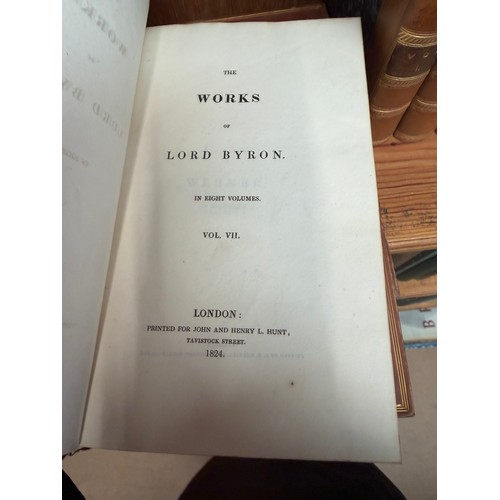 THE
WORKS
OF
LORD BYRON.
IN EIGHT VOLUMES.
VOL. VII.
LONDON:
PRINTED FOR JOHN AND HENRY L. HUNT,
TAVISTOCK STREET.
1824.